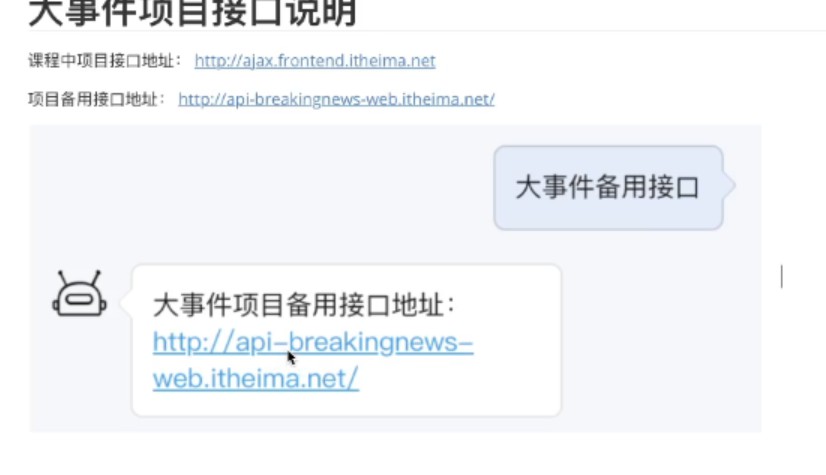 大事件项目接口说明
课程中项目接口地址： http://ajax.frontend.itheima.net
项目备用接口地址： http://api-breakingnews-web.itheima.net/
大事件备用接口
大事件项目备用接口地址：
http://api-breakingnews-
web.itheima.net/